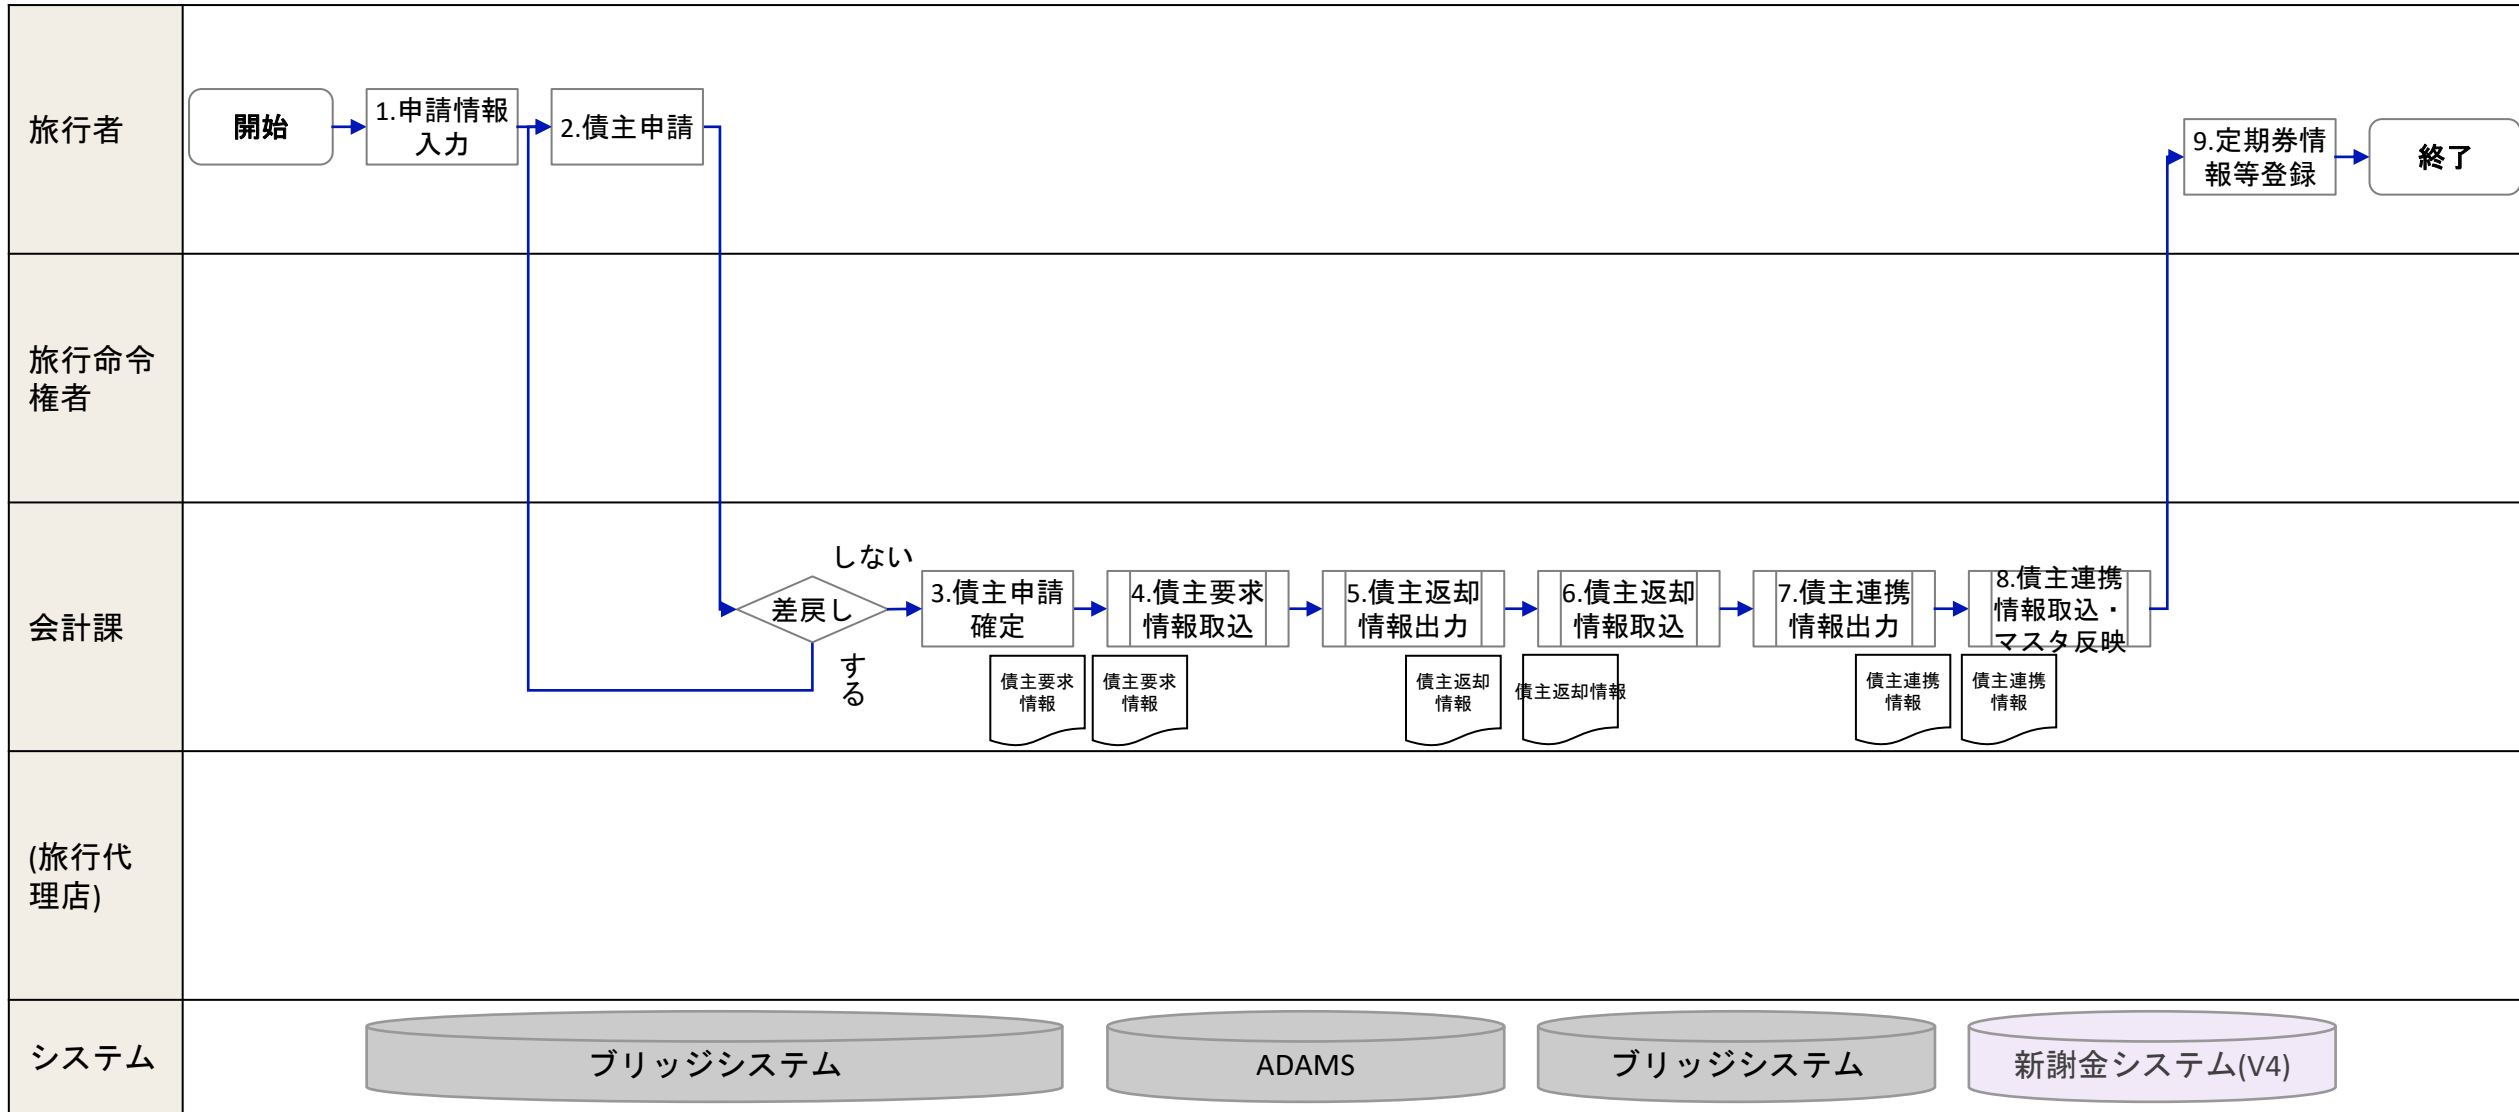 旅行者
開始
1.申請情報
入力
2.債主申請
9.定期券情
報等登録
終了
旅行命令
権者
会計課
差戻し
しない
する
3.債主申請
確定
4.債主要求
情報取込
5.債主返却
情報出力
6.債主返却
情報取込
7.債主連携
情報出力
8.債主連携
情報取込・
マスタ反映
債主要求
情報
債主要求
情報
債主返却
情報
債主返却情報
債主連携
情報
債主連携
情報
(旅行代
理店)
システム
ブリッジシステム
ADAMS
ブリッジシステム
新謝金システム(V4)